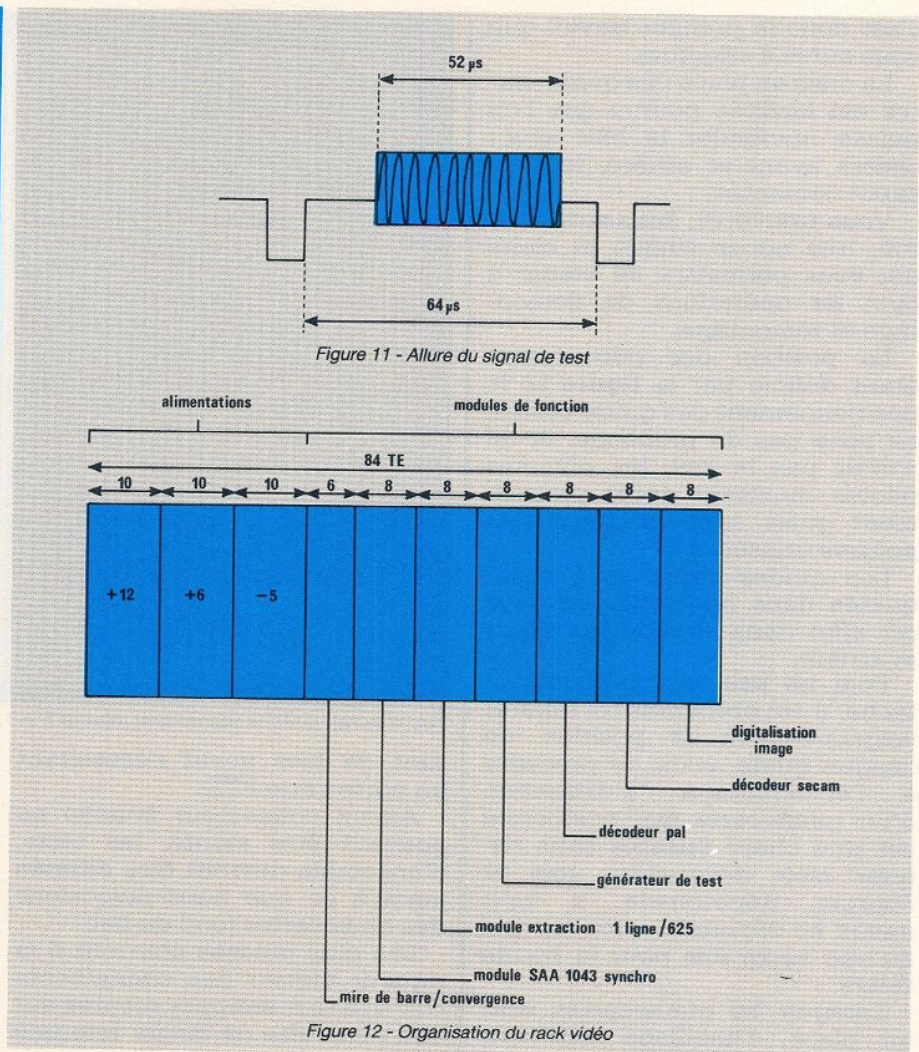 52 µs
64 µs
Figure 11 - Allure du signal de test
alimentations
modules de fonction
84 TE
10 10 10 6 8 8 8 8 8 8
+12 +6 −5
digitalisation
image
décodeur secam
décodeur pal
générateur de test
module extraction 1 ligne/625
module SAA 1043 synchro
mire de barre/convergence
Figure 12 - Organisation du rack vidéo